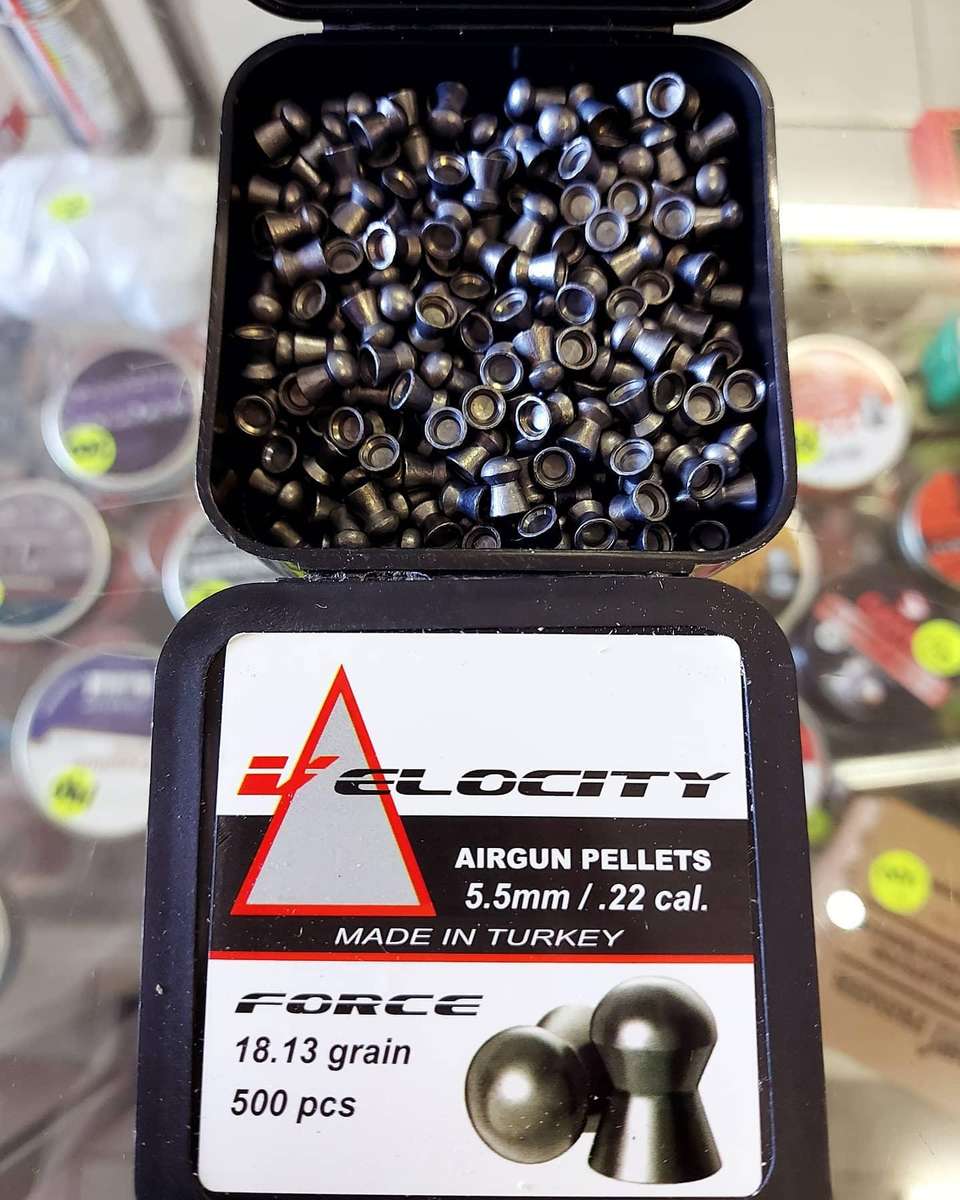 VELOCITY
AIRGUN PELLETS
5.5mm / .22 cal.
MADE IN TURKEY
FORCE
18.13 grain
500 pcs